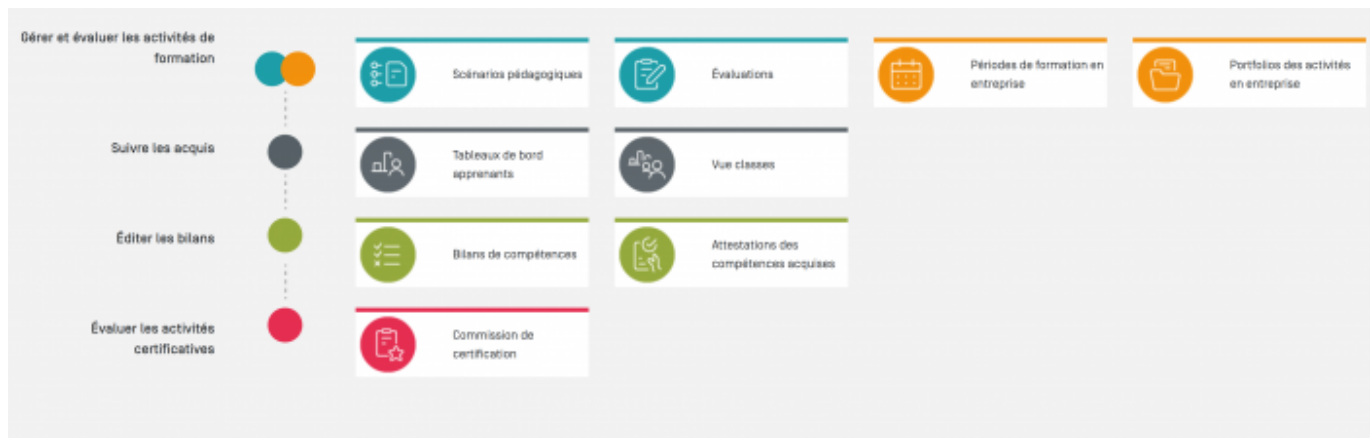 Gérer et évaluer les activités de
formation
Scénarios pédagogiques
Évaluations
Périodes de formation en
entreprise
Portfolios des activités
en entreprise
Suivre les acquis
Tableaux de bord
apprenants
Vue classes
Éditer les bilans
Bilans de compétences
Attestations des
compétences acquises
Évaluer les activités
certificatives
Commission de
certification